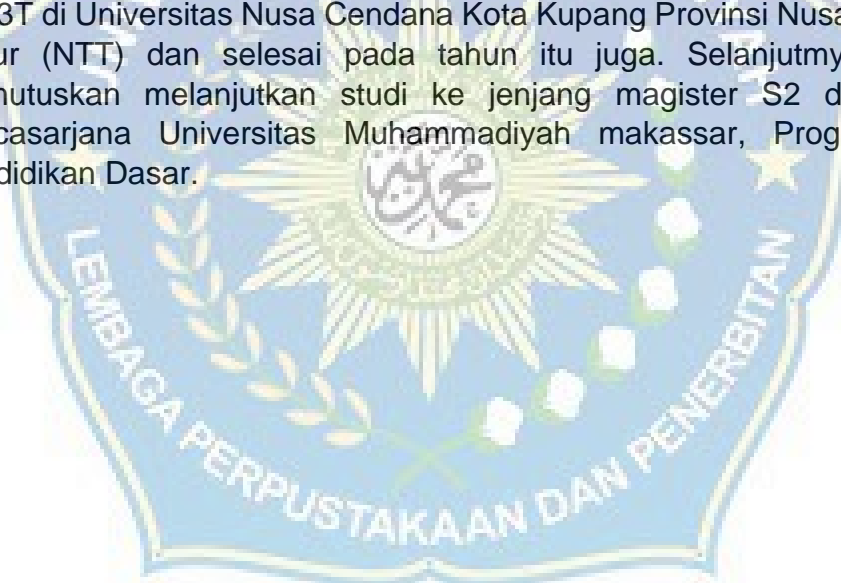 3T di Universitas Nusa Cendana Kota Kupang Provinsi Nusa
ur (NTT) dan selesai pada tahun itu juga. Selanjutmy
nutuskan melanjutkan studi ke jenjang magister S2 d
casarjana Universitas Muhammadiyah makassar, Prog
didikan Dasar.
LEMBAGA PERPUSTAKAAN DAN PENERBITAN